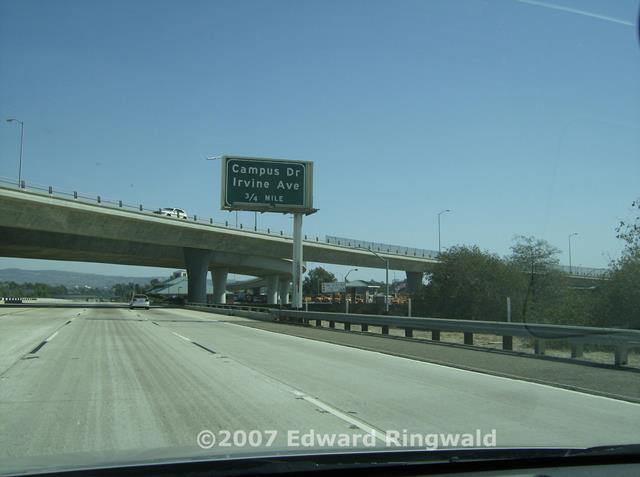 Campus Dr
Irvine Ave
3/4 MILE
©2007 Edward Ringwald